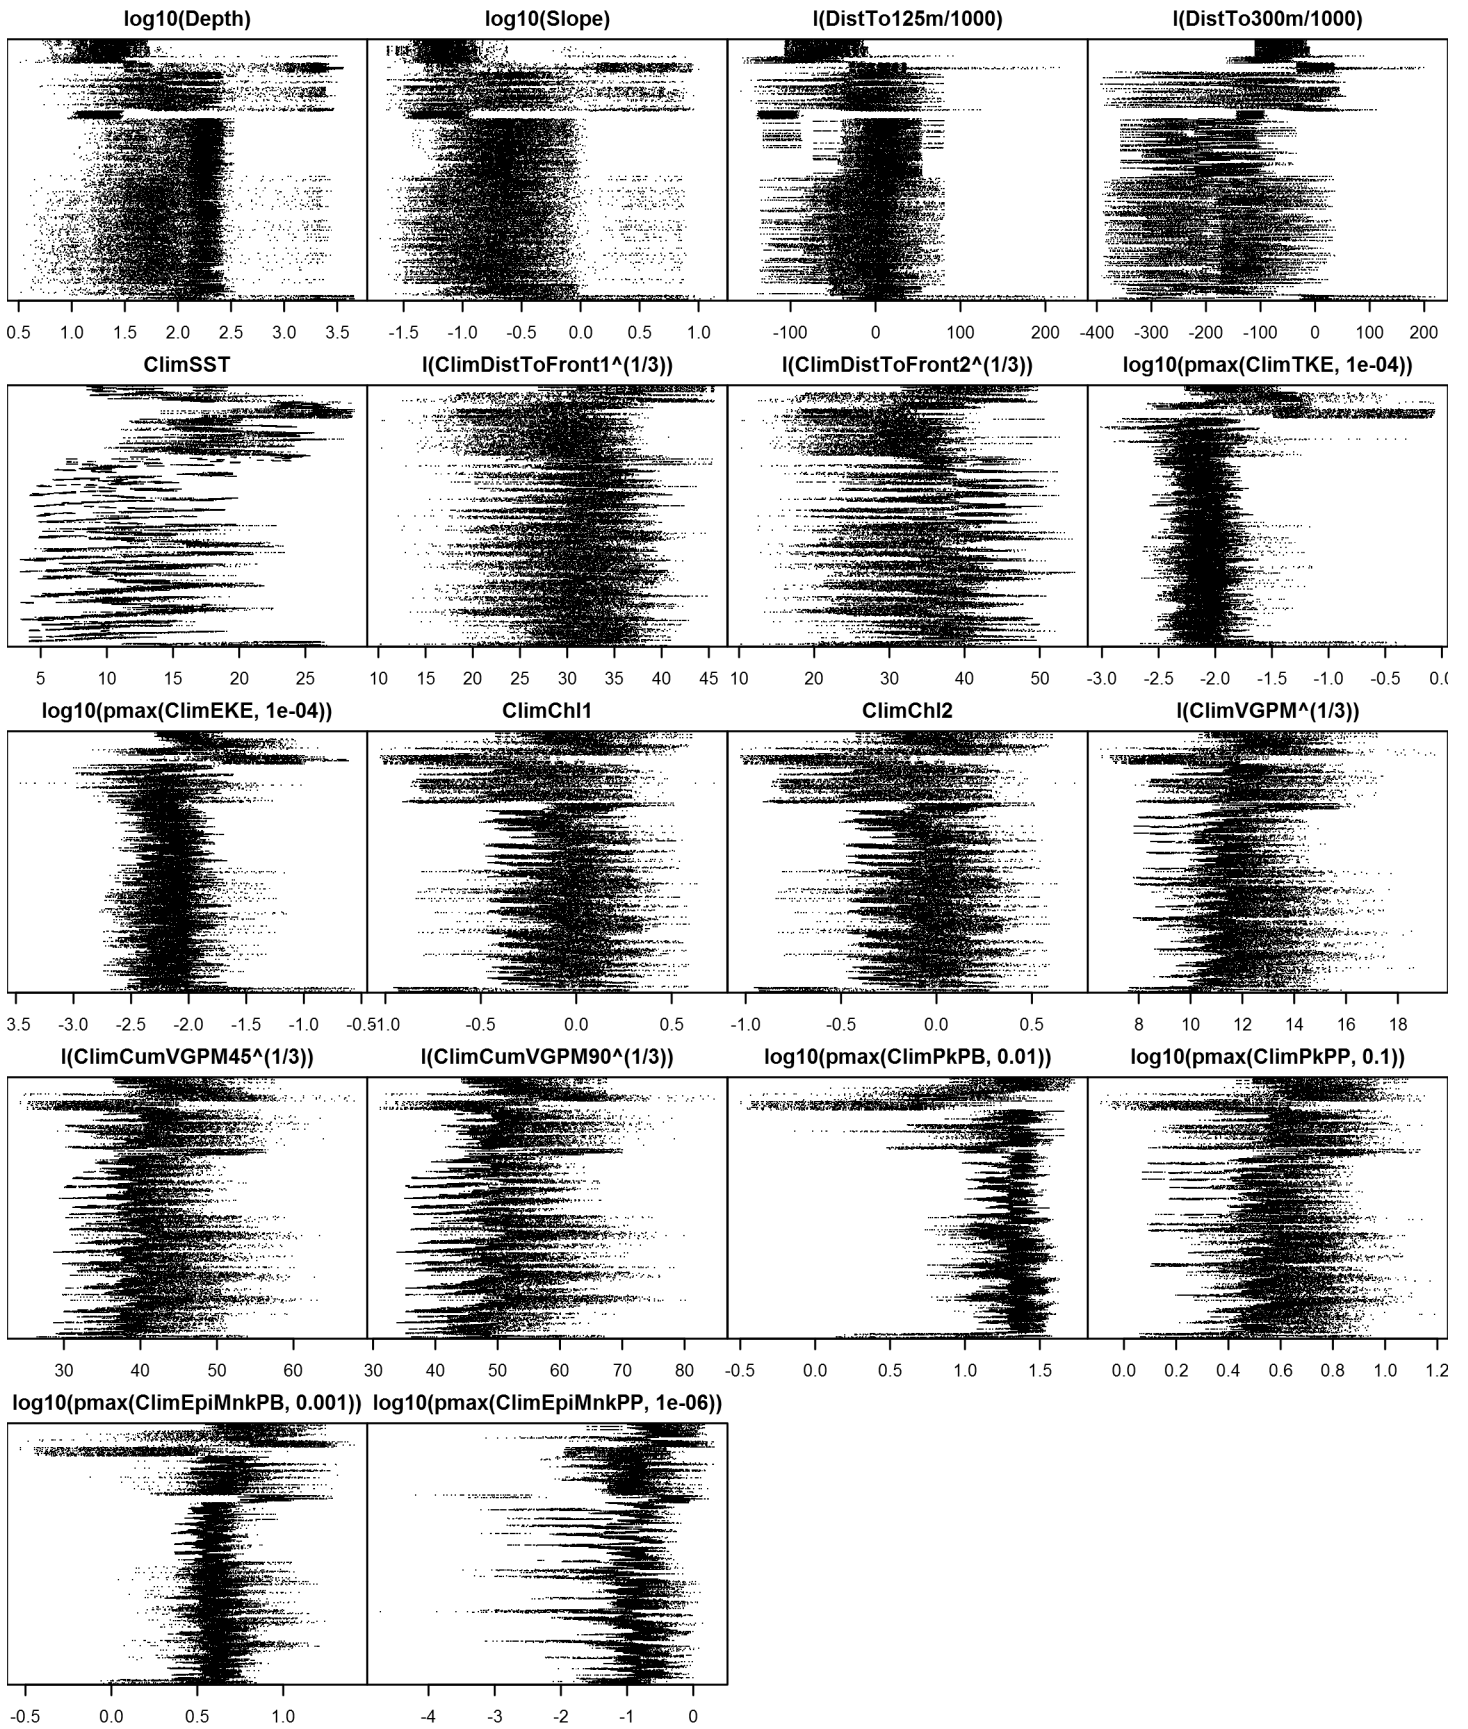 log10(Depth) log10(Slope) I(DistTo125m/1000) I(DistTo300m/1000)
0.5 1.0 1.5 2.0 2.5 3.0 3.5 -1.5 -1.0 -0.5 0.0 0.5 1.0 -100 0 100 200 -400 -300 -200 -100 0 100 200
ClimSST I(ClimDistToFront1^(1/3)) I(ClimDistToFront2^(1/3)) log10(pmax(ClimTKE, 1e-04))
5 10 15 20 25 10 15 20 25 30 35 40 45 10 20 30 40 50 -3.0 -2.5 -2.0 -1.5 -1.0 -0.5 0.0
log10(pmax(ClimEKE, 1e-04)) ClimChl1 ClimChl2 I(ClimVGPM^(1/3))
3.5 -3.0 -2.5 -2.0 -1.5 -1.0 -0.5 -1.0 -0.5 0.0 0.5 -1.0 -0.5 0.0 0.5 8 10 12 14 16 18
I(ClimCumVGPM45^(1/3)) I(ClimCumVGPM90^(1/3)) log10(pmax(ClimPkPB, 0.01)) log10(pmax(ClimPkPP, 0.1))
30 40 50 60 30 40 50 60 70 80 -0.5 0.0 0.5 1.0 1.5 0.0 0.2 0.4 0.6 0.8 1.0 1.2
log10(pmax(ClimEpiMnkPB, 0.001)) log10(pmax(ClimEpiMnkPP, 1e-06))
-0.5 0.0 0.5 1.0 -4 -3 -2 -1 0